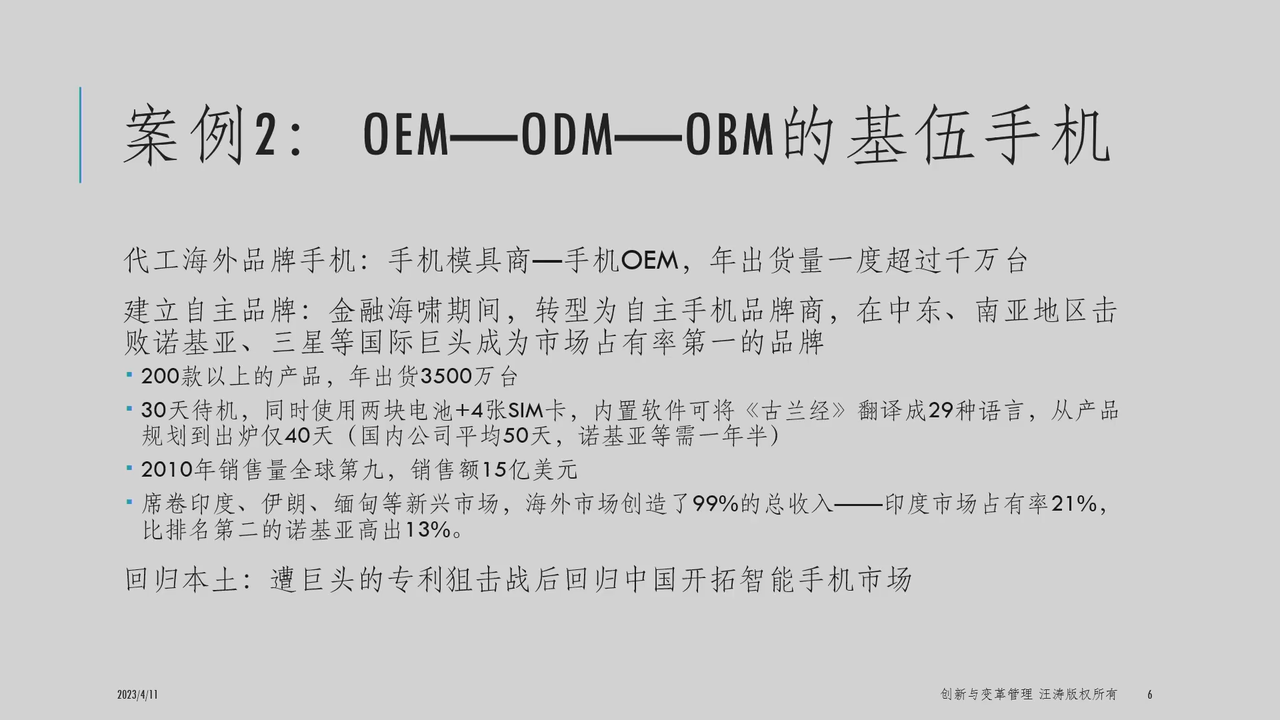 案例2： OEM——ODM——OBM的基伍手机
代工海外品牌手机：手机模具商—手机OEM，年出货量一度超过千万台
建立自主品牌：金融海啸期间，转型为自主手机品牌商，在中东、南亚地区击
败诺基亚、三星等国际巨头成为市场占有率第一的品牌
▪ 200款以上的产品，年出货3500万台
▪ 30天待机，同时使用两块电池+4张SIM卡，内置软件可将《古兰经》翻译成29种语言，从产品
规划到出炉仅40天（国内公司平均50天，诺基亚等需一年半）
▪ 2010年销售量全球第九，销售额15亿美元
▪ 席卷印度、伊朗、缅甸等新兴市场，海外市场创造了99%的总收入——印度市场占有率21%，
比排名第二的诺基亚高出13%。
回归本土：遭巨头的专利狙击战后回归中国开拓智能手机市场
2023/4/11
创新与变革管理 汪涛版权所有
6